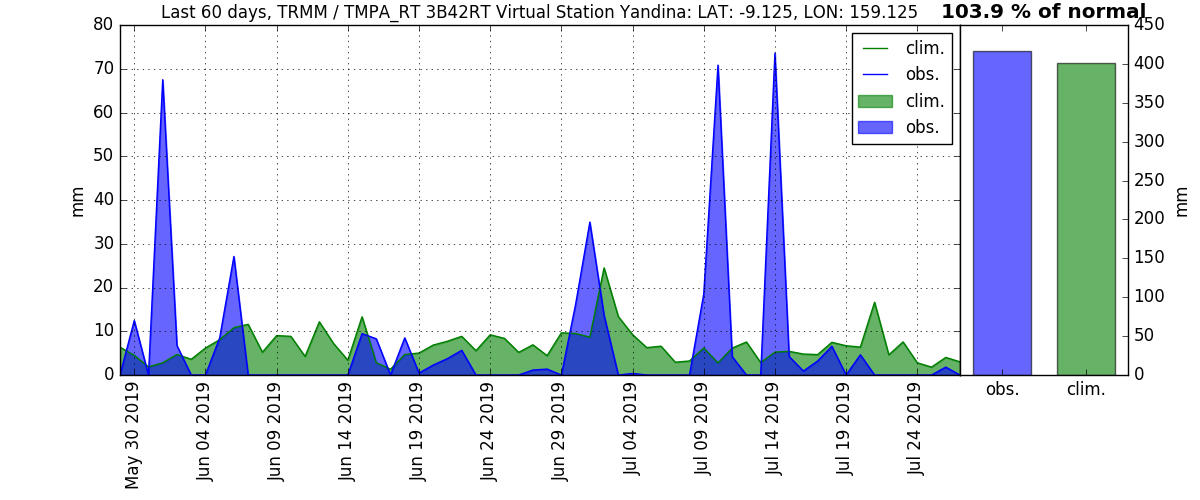 Last 60 days, TRMM / TMPA_RT 3B42RT Virtual Station Yandina: LAT: -9.125, LON: 159.125
103.9 % of normal
80
70
60
50
40
30
20
10
0
mm
clim.
obs.
clim.
obs.
May 30 2019
Jun 04 2019
Jun 09 2019
Jun 14 2019
Jun 19 2019
Jun 24 2019
Jun 29 2019
Jul 04 2019
Jul 09 2019
Jul 14 2019
Jul 19 2019
Jul 24 2019
450
400
350
300
250
200
150
100
50
0
mm
obs.
clim.